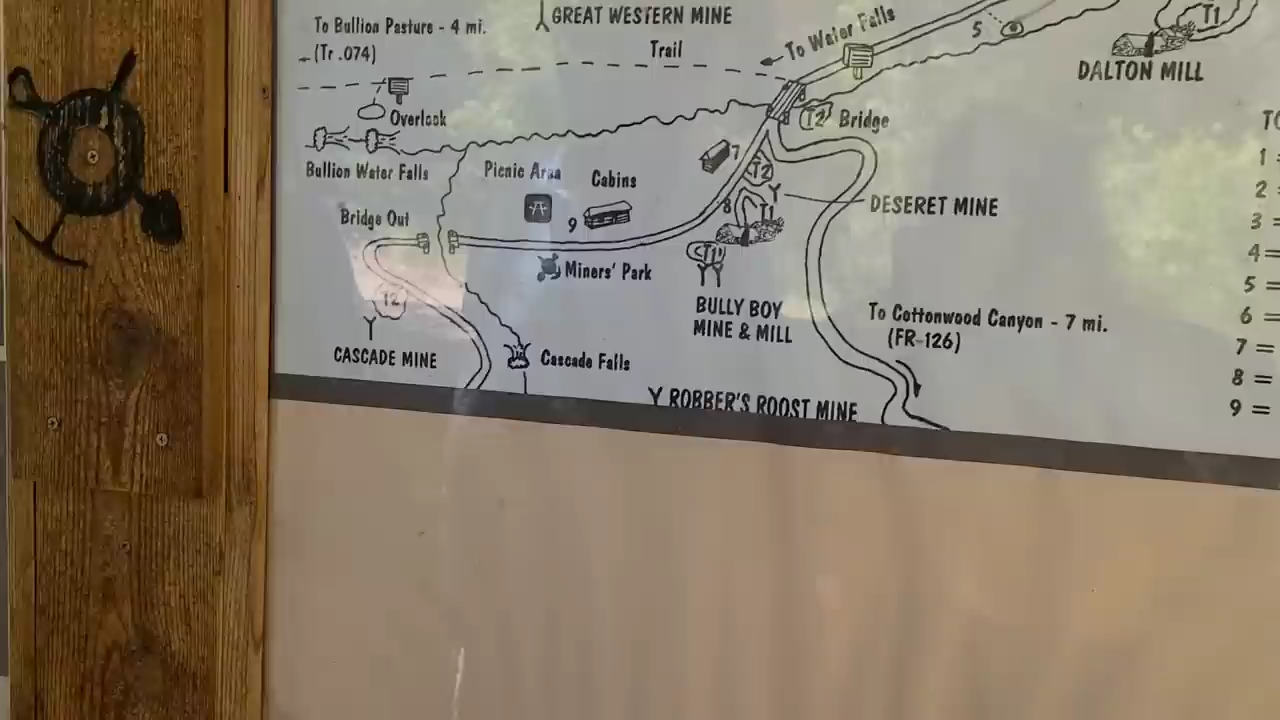 To Bullion Pasture - 4 mi.
(Tr .074)
GREAT WESTERN MINE
Trail
To Water Falls
5
T1
DALTON MILL
Overlook
T2
Bridge
Bullion Water Falls
Picnic Area
Cabins
7
T2
8
T1
DESERET MINE
Bridge Out
9
Miners' Park
T1
T2
BULLY BOY
MINE & MILL
To Cottonwood Canyon - 7 mi.
(FR-126)
CASCADE MINE
Cascade Falls
ROBBER'S ROOST MINE
1 =
2 =
3 =
4 =
5 =
6 =
7 =
8 =
9 =